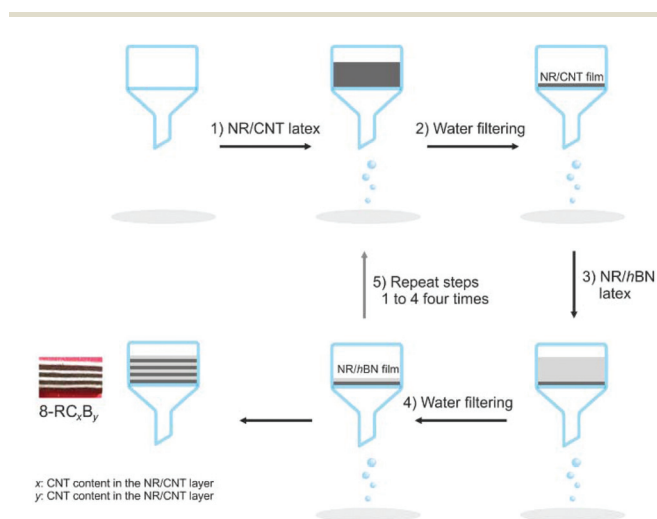 1) NR/CNT latex
2) Water filtering
NR/CNT film
3) NR/hBN
latex
5) Repeat steps
1 to 4 four times
NR/hBN film
4) Water filtering
8-RCxBy
x: CNT content in the NR/CNT layer
y: CNT content in the NR/CNT layer